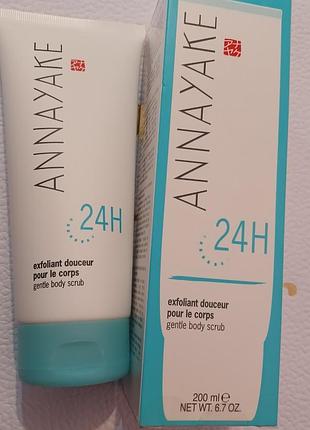 ANNAYAKE
24H
exfoliant douceur
pour le corps
gentle body scrub
ANNAYAKE
24H
exfoliant douceur
pour le corps
gentle body scrub
200 ml e
NET WT. 6.7 OZ.